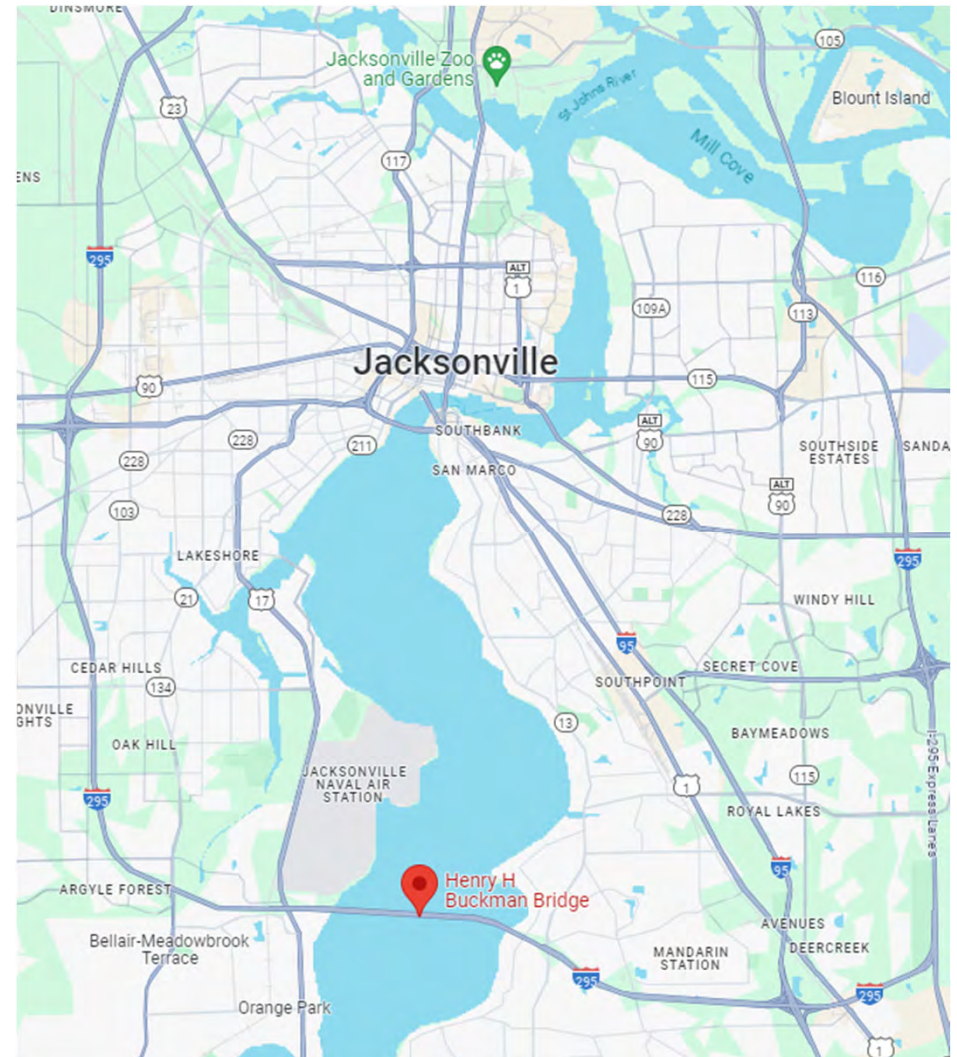 DINSMORE
105
Jacksonville Zoo
and Gardens
St Johns River
Blount Island
23
Mill Cove
117
ENS
295
ALT
1
116
109A
113
Jacksonville
90
115
ALT
90
SOUTHBANK
228
211
SOUTHSIDE
ESTATES
SANDA
228
SAN MARCO
ALT
90
103
228
LAKESHORE
295
21
17
WINDY HILL
95
CEDAR HILLS
SECRET COVE
SOUTHPOINT
134
ONVILLE
GHTS
13
BAYMEADOWS
OAK HILL
I-295 Express Lanes
JACKSONVILLE
NAVAL AIR
STATION
115
1
295
ROYAL LAKES
95
Henry H
Buckman Bridge
ARGYLE FOREST
AVENUES
Bellair-Meadowbrook
Terrace
MANDARIN
STATION
DEERCREEK
295
295
Orange Park
1